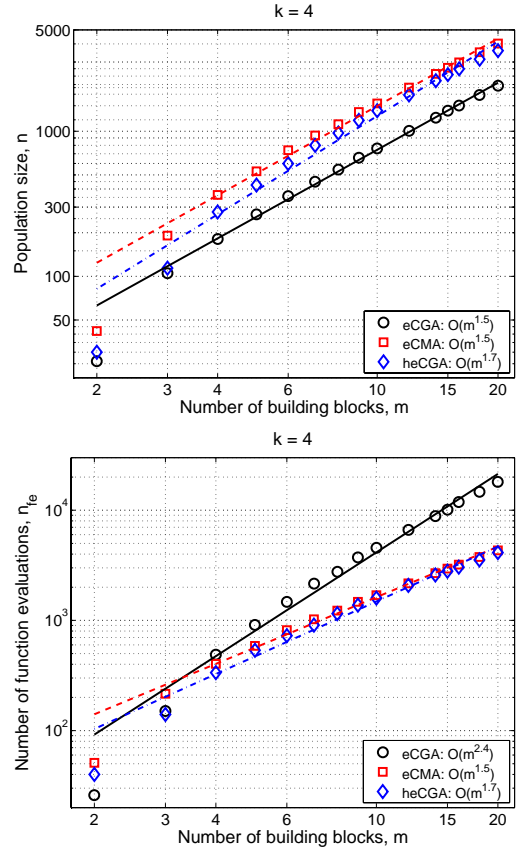 k = 4
Population size, n
5000
1000
300
100
50
eCGA: O(m^1.5)
eCMA: O(m^1.5)
heCGA: O(m^1.7)
2 3 4 6 10 15 20
Number of building blocks, m
k = 4
Number of function evaluations, n_fe
10^4
10^3
10^2
eCGA: O(m^2.4)
eCMA: O(m^1.5)
heCGA: O(m^1.7)
2 3 4 6 10 15 20
Number of building blocks, m